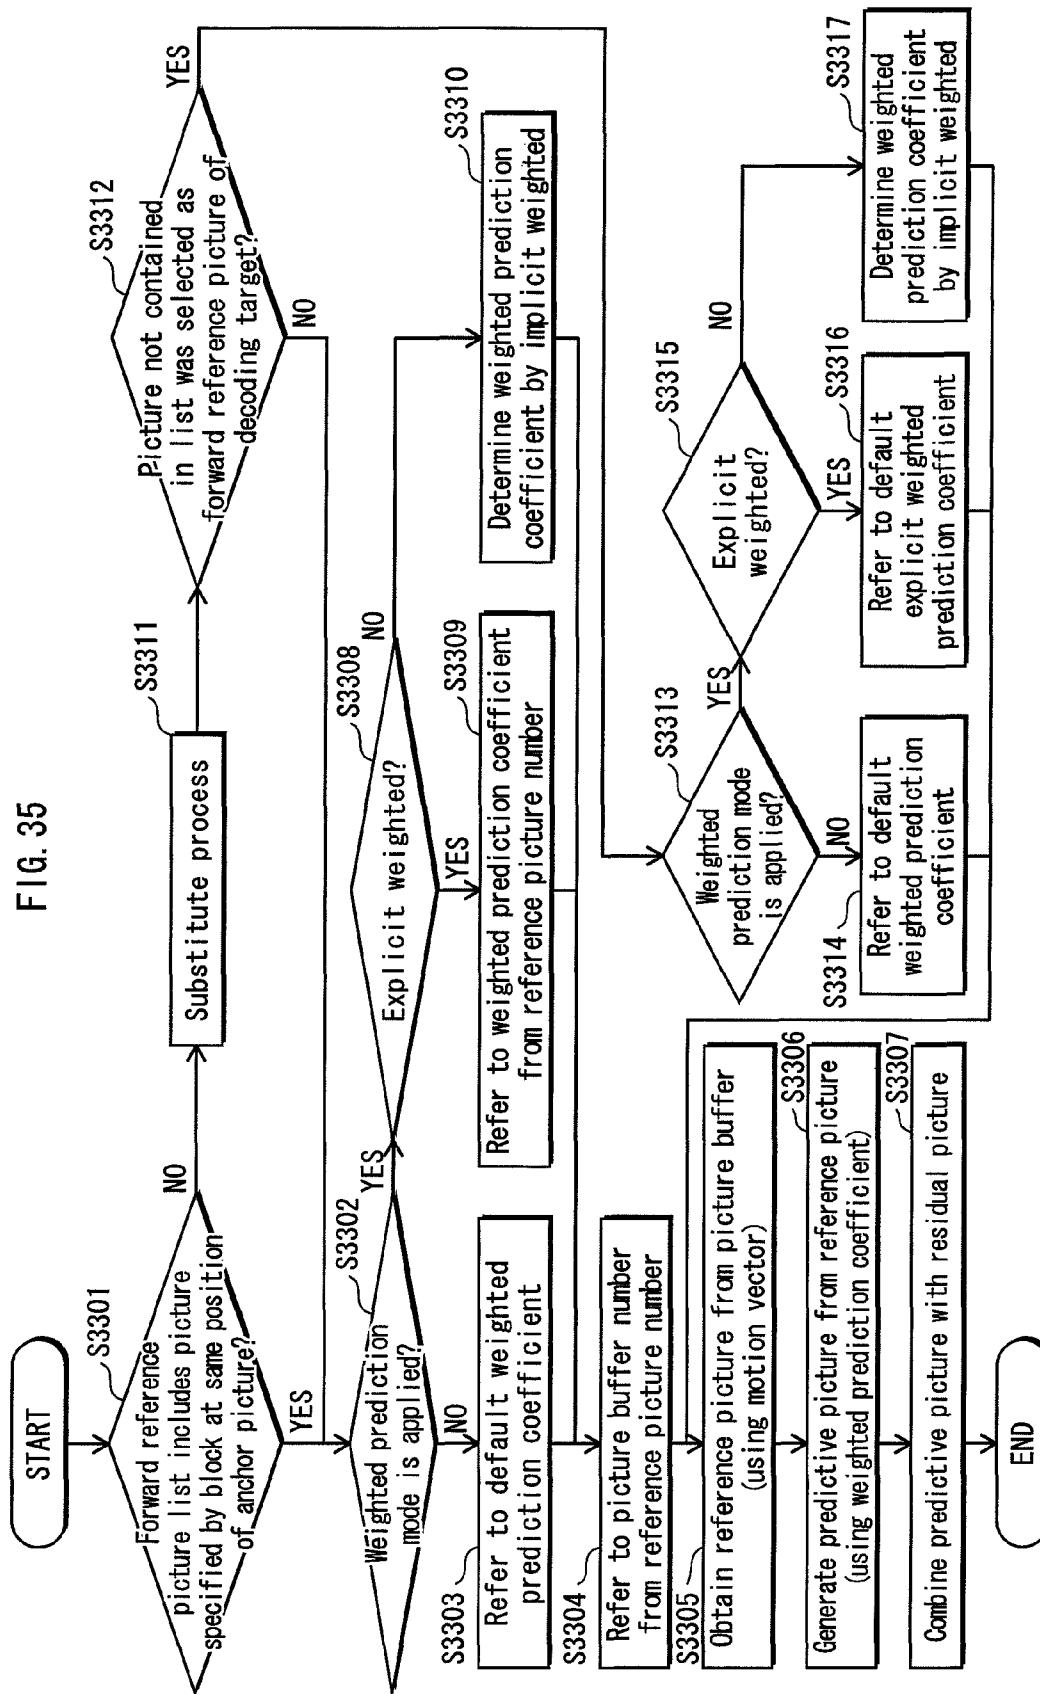 FIG. 35
START
S3301
Forward reference
picture list includes picture
specified by block at same position
of anchor picture?
NO
YES
S3311
Substitute process
S3312
Picture not contained
in list was selected as
forward reference picture of
decoding target?
YES
NO
S3302
Weighted prediction
mode is applied?
YES
NO
S3308
Explicit weighted?
NO
YES
S3303
Refer to default weighted
prediction coefficient
S3309
Refer to weighted prediction coefficient
from reference picture number
S3310
Determine weighted prediction
coefficient by implicit weighted
S3304
Refer to picture buffer number
from reference picture number
S3305
Obtain reference picture from picture buffer
(using motion vector)
S3306
Generate predictive picture from reference picture
(using weighted prediction coefficient)
S3307
Combine predictive picture with residual picture
END
S3313
Weighted
prediction mode
is applied?
YES
NO
S3314
Refer to default
weighted prediction
coefficient
S3315
Explicit
weighted?
NO
YES
S3316
Refer to default
explicit weighted
prediction coefficient
S3317
Determine weighted
prediction coefficient
by implicit weighted